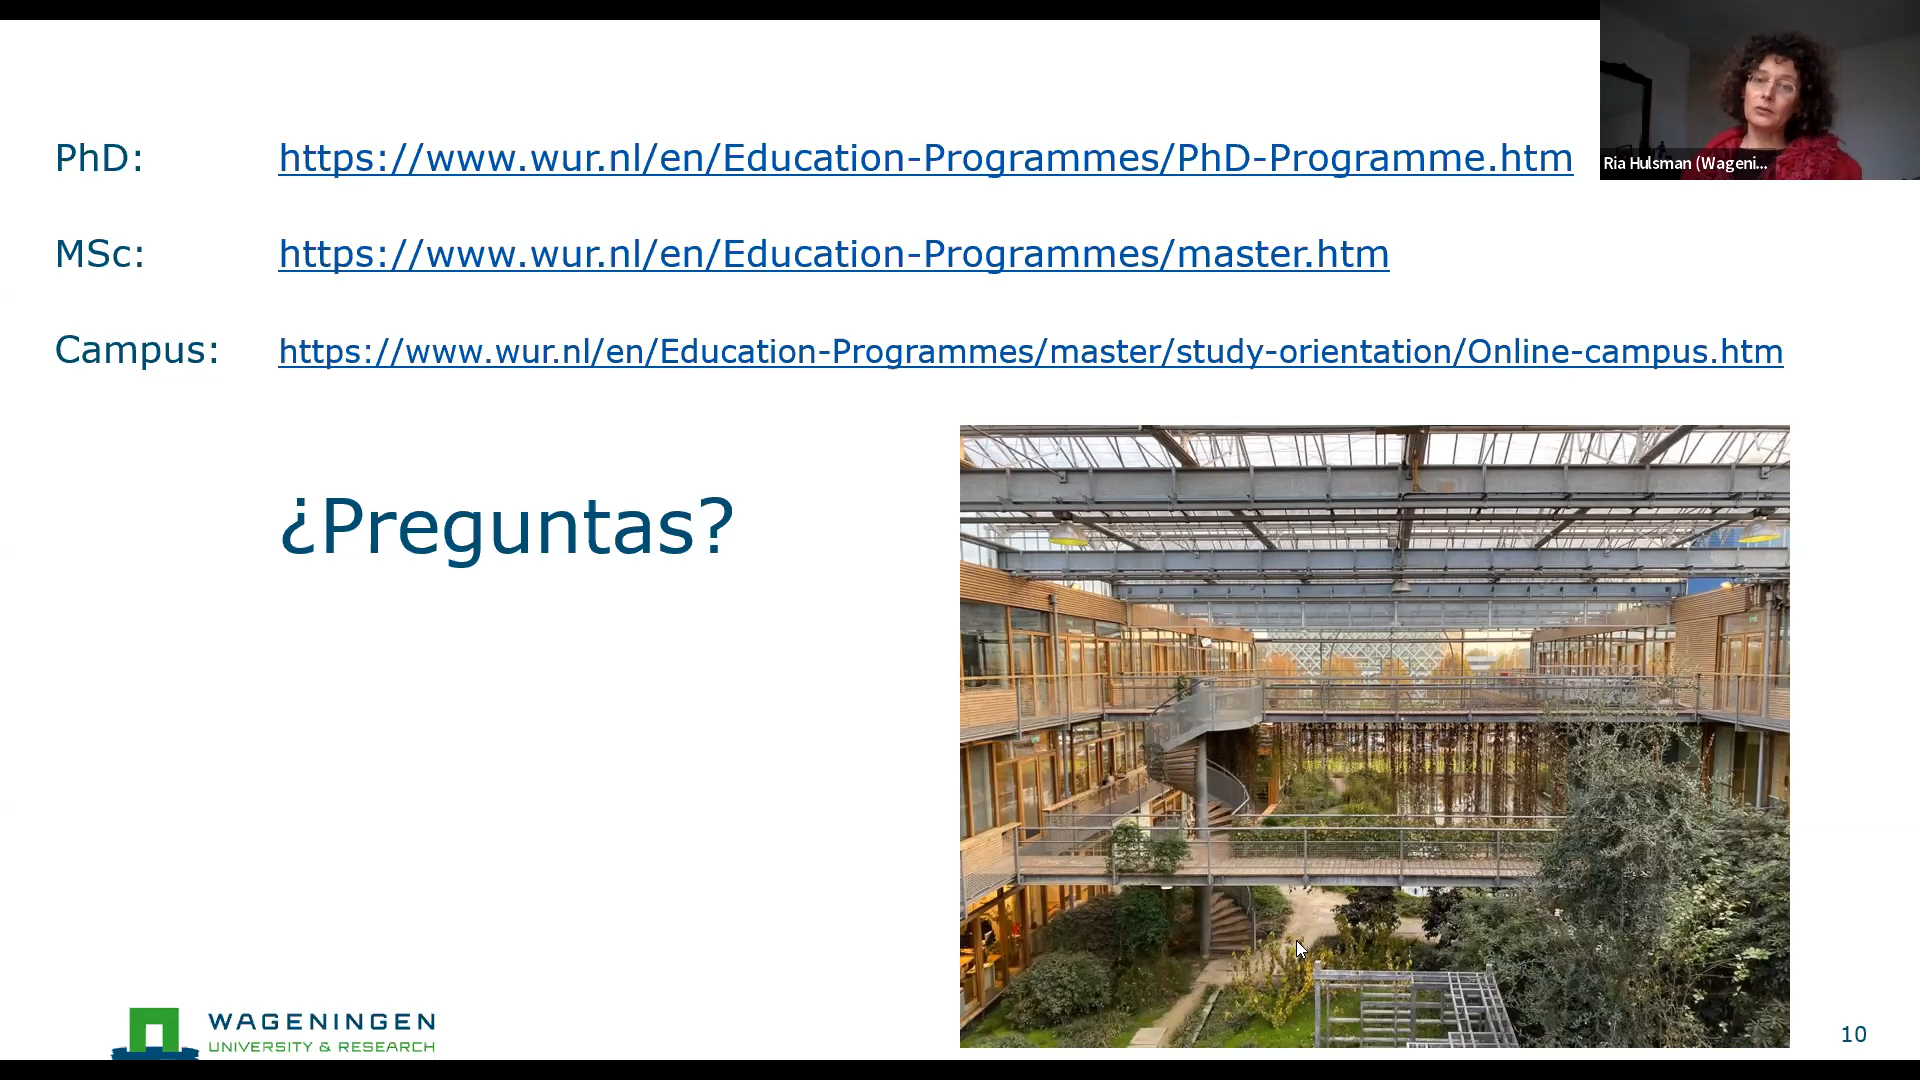 PhD: https://www.wur.nl/en/Education-Programmes/PhD-Programme.htm
Ria Hulsman (Wageni...
MSc: https://www.wur.nl/en/Education-Programmes/master.htm
Campus: https://www.wur.nl/en/Education-Programmes/master/study-orientation/Online-campus.htm
¿Preguntas?
WAGENINGEN
UNIVERSITY & RESEARCH
10